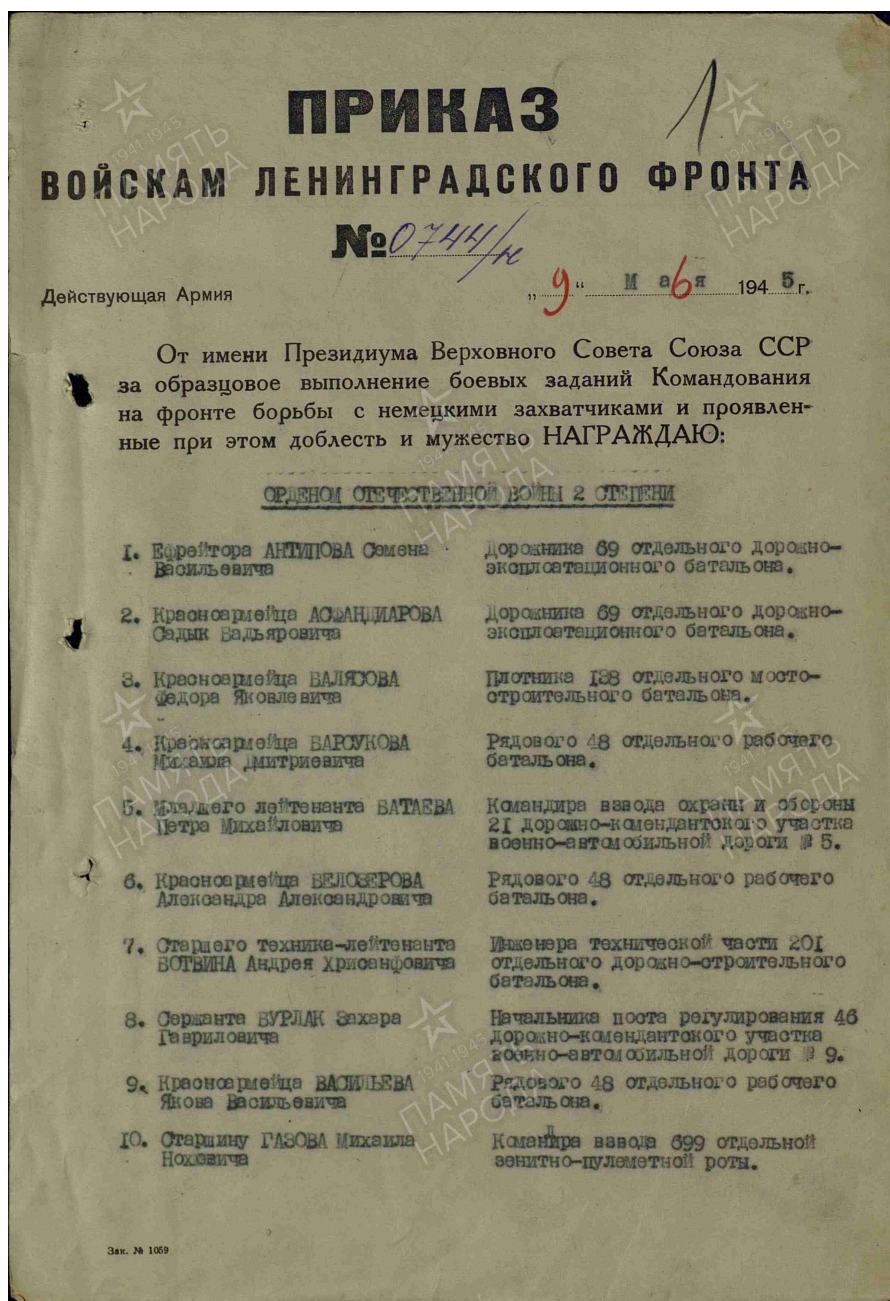 1
ПРИКАЗ
ВОЙСКАМ ЛЕНИНГРАДСКОГО ФРОНТА
№ 0744/н
Действующая Армия „9“ Мая 1945 г.
От имени Президиума Верховного Совета Союза ССР
за образцовое выполнение боевых заданий Командования
на фронте борьбы с немецкими захватчиками и проявлен-
ные при этом доблесть и мужество НАГРАЖДАЮ:
ОРДЕНОМ ОТЕЧЕСТВЕННОЙ ВОЙНЫ 2 СТЕПЕНИ
1. Ефрейтора АНТИПОВА Семена Дорожника 69 отдельного дорожно-
Васильевича эксплоатационного батальона.
2. Красноармейца АСФАНДИАРОВА Дорожника 69 отдельного дорожно-
Садык Бадьяровича эксплоатационного батальона.
3. Красноармейца Плотника 138 отдельного мосто-
Федора Яковлевича строительного батальона.
4. Красноармейца БАРСУКОВА Рядового 48 отдельного рабочего
Михаила Дмитриевича батальона.
5. Младшего лейтенанта БАТАЕВА Командира взвода охраны и обороны
Петра Михайловича 21 дорожно-комендантского участка
военно-автомобильной дороги № 5.
6. Красноармейца БЕЛОЗЕРОВА Рядового 48 отдельного рабочего
Александра Александровича батальона.
7. Старшего техника-лейтенанта Инженера технической части 201
БОТВИНА Андрея Хрисанфовича отдельного дорожно-строительного
батальона.
8. Сержанта БУРЛАК Захара Начальника поста регулирования 46
Гавриловича дорожно-комендантского участка
военно-автомобильной дороги № 9.
9. Красноармейца ВАСИЛЬЕВА Рядового 48 отдельного рабочего
Якова Васильевича батальона.
10. Старшину ГАЗОВА Михаила Командира взвода 699 отдельной
Ноховича зенитно-пулеметной роты.
Зак. № 1059
1941-1945
ПАМЯТЬ
НАРОДА